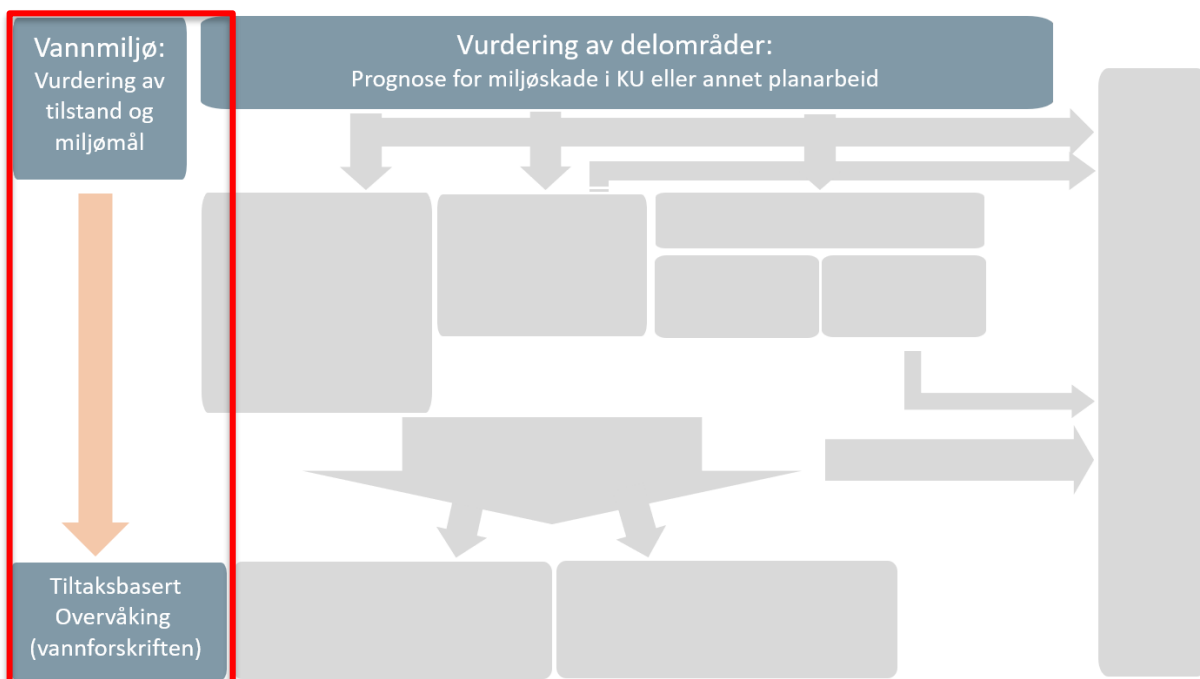 Vannmiljø:
Vurdering av
tilstand og
miljømål
Vurdering av delområder:
Prognose for miljøskade i KU eller annet planarbeid
Tiltaksbasert
Overvåking
(vannforskriften)